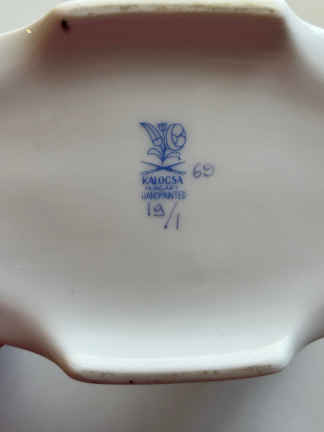 KALOCSA
HUNGARY
HANDPAINTED
69
19/1